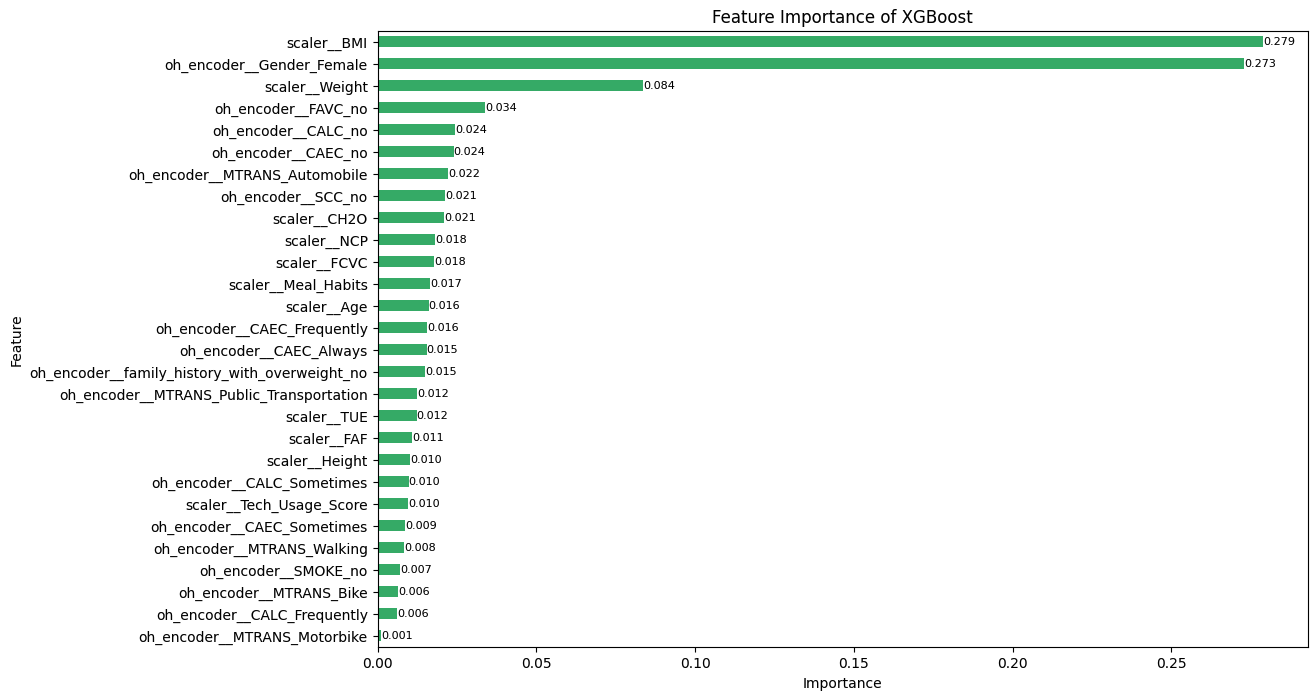 Feature Importance of XGBoost
Feature
scaler__BMI 0.279
oh_encoder__Gender_Female 0.273
scaler__Weight 0.084
oh_encoder__FAVC_no 0.034
oh_encoder__CALC_no 0.024
oh_encoder__CAEC_no 0.024
oh_encoder__MTRANS_Automobile 0.022
oh_encoder__SCC_no 0.021
scaler__CH2O 0.021
scaler__NCP 0.018
scaler__FCVC 0.018
scaler__Meal_Habits 0.017
scaler__Age 0.016
oh_encoder__CAEC_Frequently 0.016
oh_encoder__CAEC_Always 0.015
oh_encoder__family_history_with_overweight_no 0.015
oh_encoder__MTRANS_Public_Transportation 0.012
scaler__TUE 0.012
scaler__FAF 0.011
scaler__Height 0.010
oh_encoder__CALC_Sometimes 0.010
scaler__Tech_Usage_Score 0.010
oh_encoder__CAEC_Sometimes 0.009
oh_encoder__MTRANS_Walking 0.008
oh_encoder__SMOKE_no 0.007
oh_encoder__MTRANS_Bike 0.006
oh_encoder__CALC_Frequently 0.006
oh_encoder__MTRANS_Motorbike 0.001
0.00 0.05 0.10 0.15 0.20 0.25
Importance